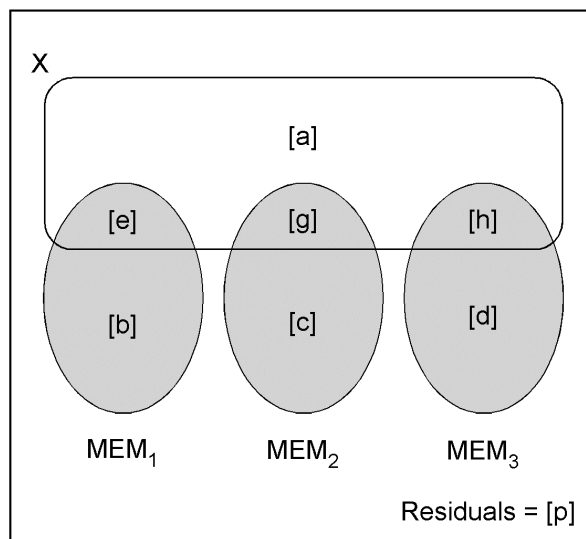 X
[a]
[e] [g] [h]
[b] [c] [d]
MEM₁ MEM₂ MEM₃
Residuals = [p]